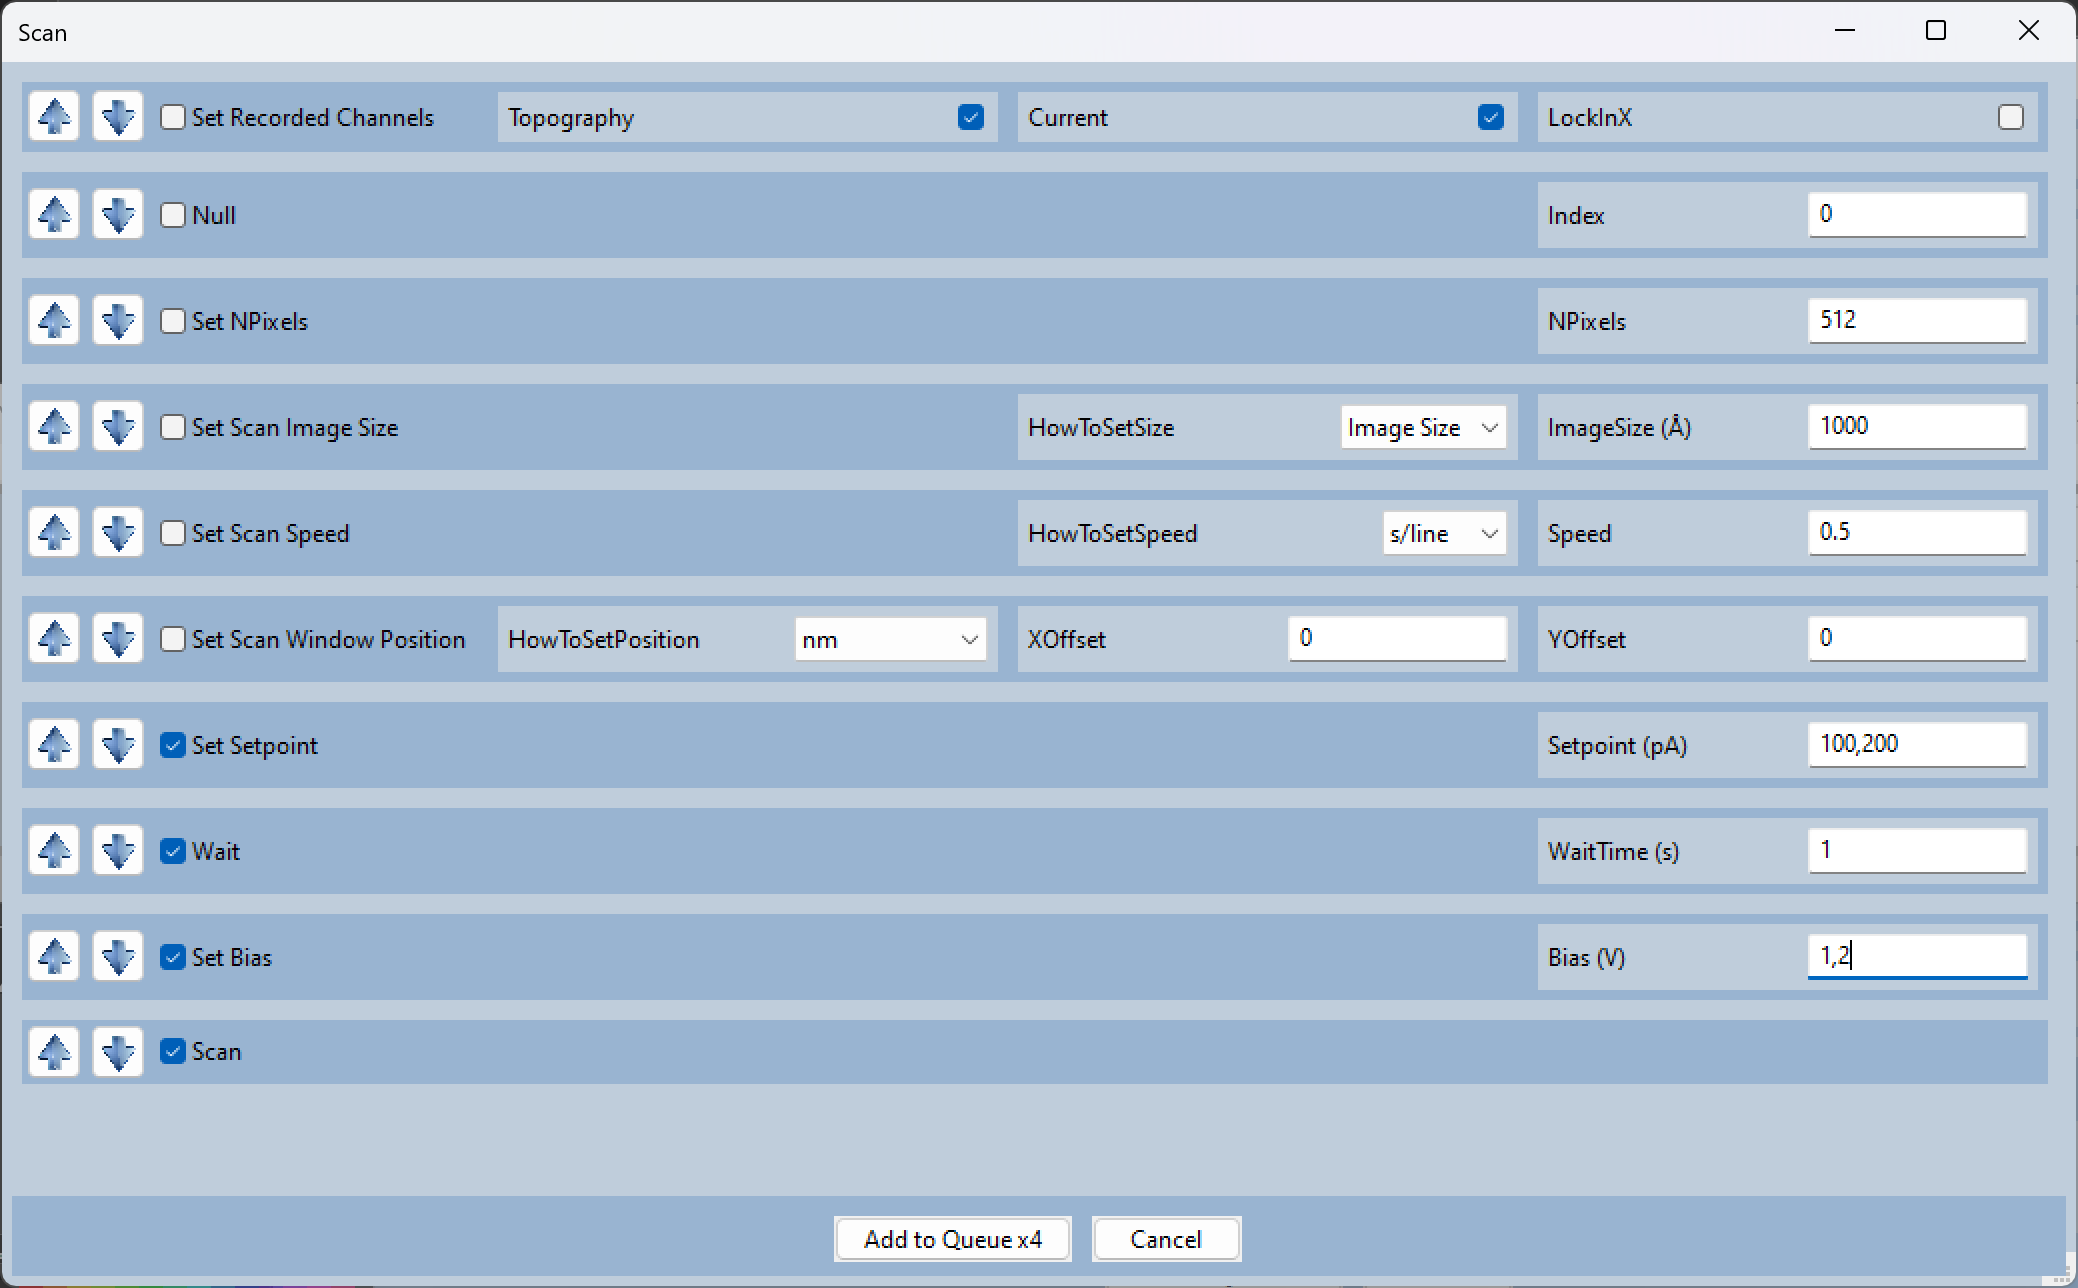 Scan
Set Recorded Channels Topography Current LockInX
Null Index 0
Set NPixels NPixels 512
Set Scan Image Size HowToSetSize Image Size ImageSize (Å) 1000
Set Scan Speed HowToSetSpeed s/line Speed 0.5
Set Scan Window Position HowToSetPosition nm XOffset 0 YOffset 0
Set Setpoint Setpoint (pA) 100,200
Wait WaitTime (s) 1
Set Bias Bias (V) 1,2
Scan
Add to Queue x4 Cancel